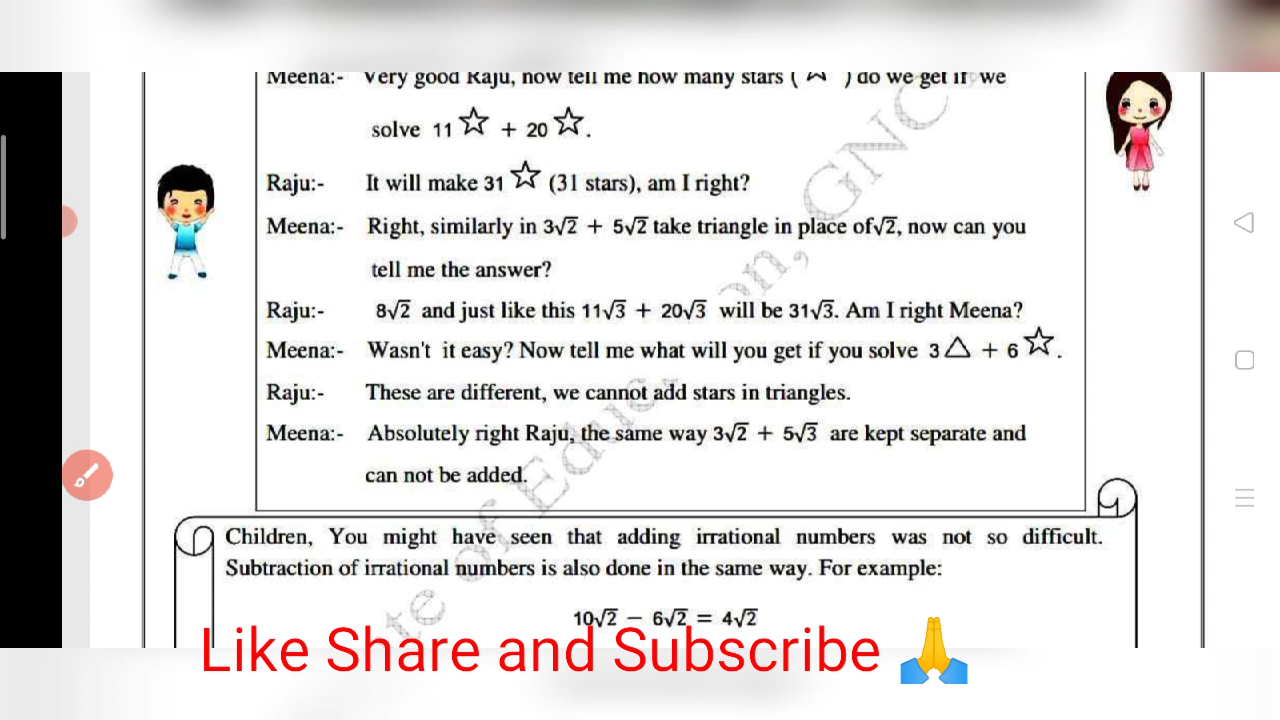 Meena:- Very good Raju, now tell me how many stars ( ☆ ) do we get if we
solve 11 ☆ + 20 ☆.
Raju:- It will make 31 ☆ (31 stars), am I right?
Meena:- Right, similarly in 3√2 + 5√2 take triangle in place of√2, now can you
tell me the answer?
Raju:- 8√2 and just like this 11√3 + 20√3 will be 31√3. Am I right Meena?
Meena:- Wasn't it easy? Now tell me what will you get if you solve 3△ + 6☆.
Raju:- These are different, we cannot add stars in triangles.
Meena:- Absolutely right Raju, the same way 3√2 + 5√3 are kept separate and
can not be added.
Children, You might have seen that adding irrational numbers was not so difficult.
Subtraction of irrational numbers is also done in the same way. For example:
10√2 − 6√2 = 4√2
Like Share and Subscribe 🙏